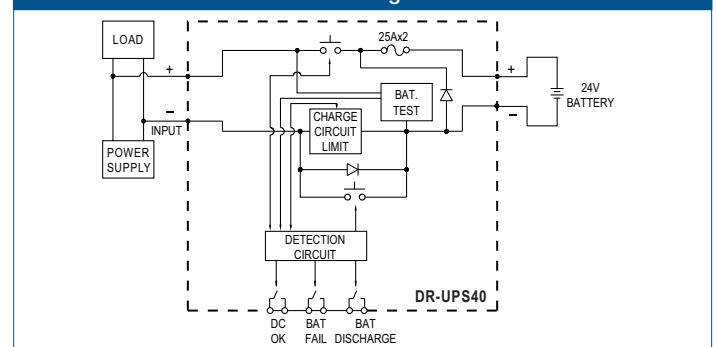 LOAD
25Ax2
+
+
BAT.
TEST
24V
BATTERY
–
–
INPUT
CHARGE
CIRCUIT
LIMIT
POWER
SUPPLY
DETECTION
CIRCUIT
DR-UPS40
DC
OK
BAT
FAIL
BAT
DISCHARGE